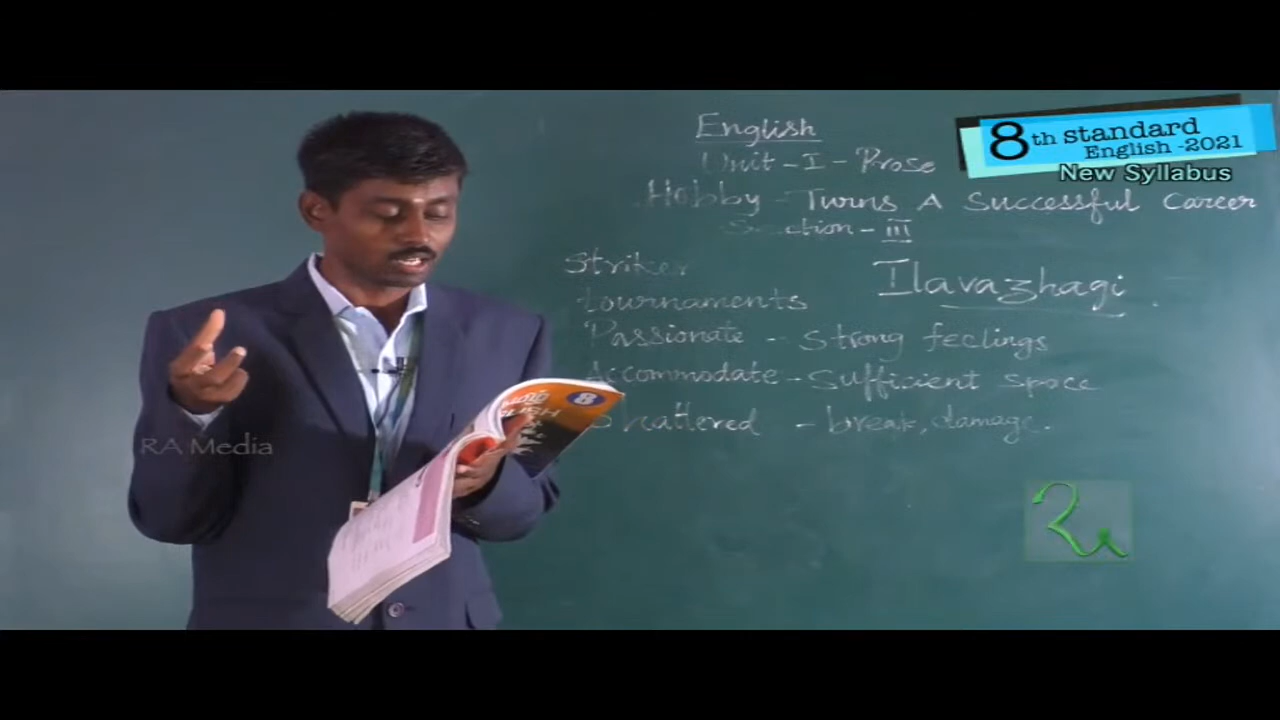 English
Unit - I - Prose
Hobby - Turns A Successful Career
Section - III
Striker
Ilavazhagi
tournaments
Passionate - Strong feelings
Accommodate - Sufficient space
Shattered - break, damage.
8th standard
English -2021
New Syllabus
RA Media
8